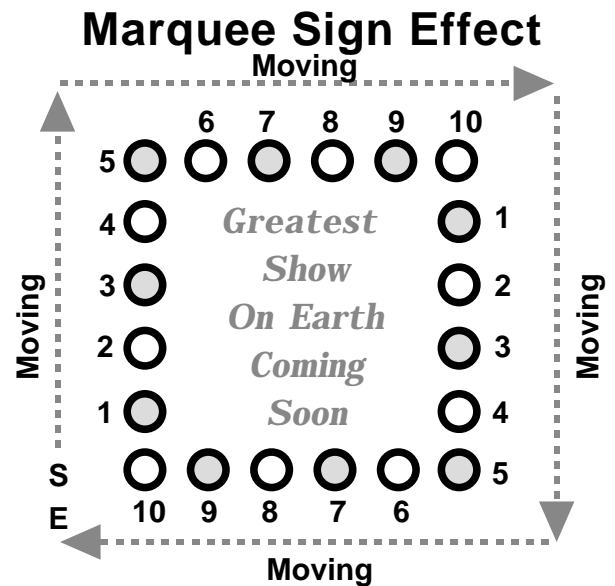 Marquee Sign Effect
Moving
6 7 8 9 10
5
4 Greatest 1
Show
3 2
On Earth
Moving Moving
2 3
Coming
1 Soon 4
S 5
10 9 8 7 6
E
Moving